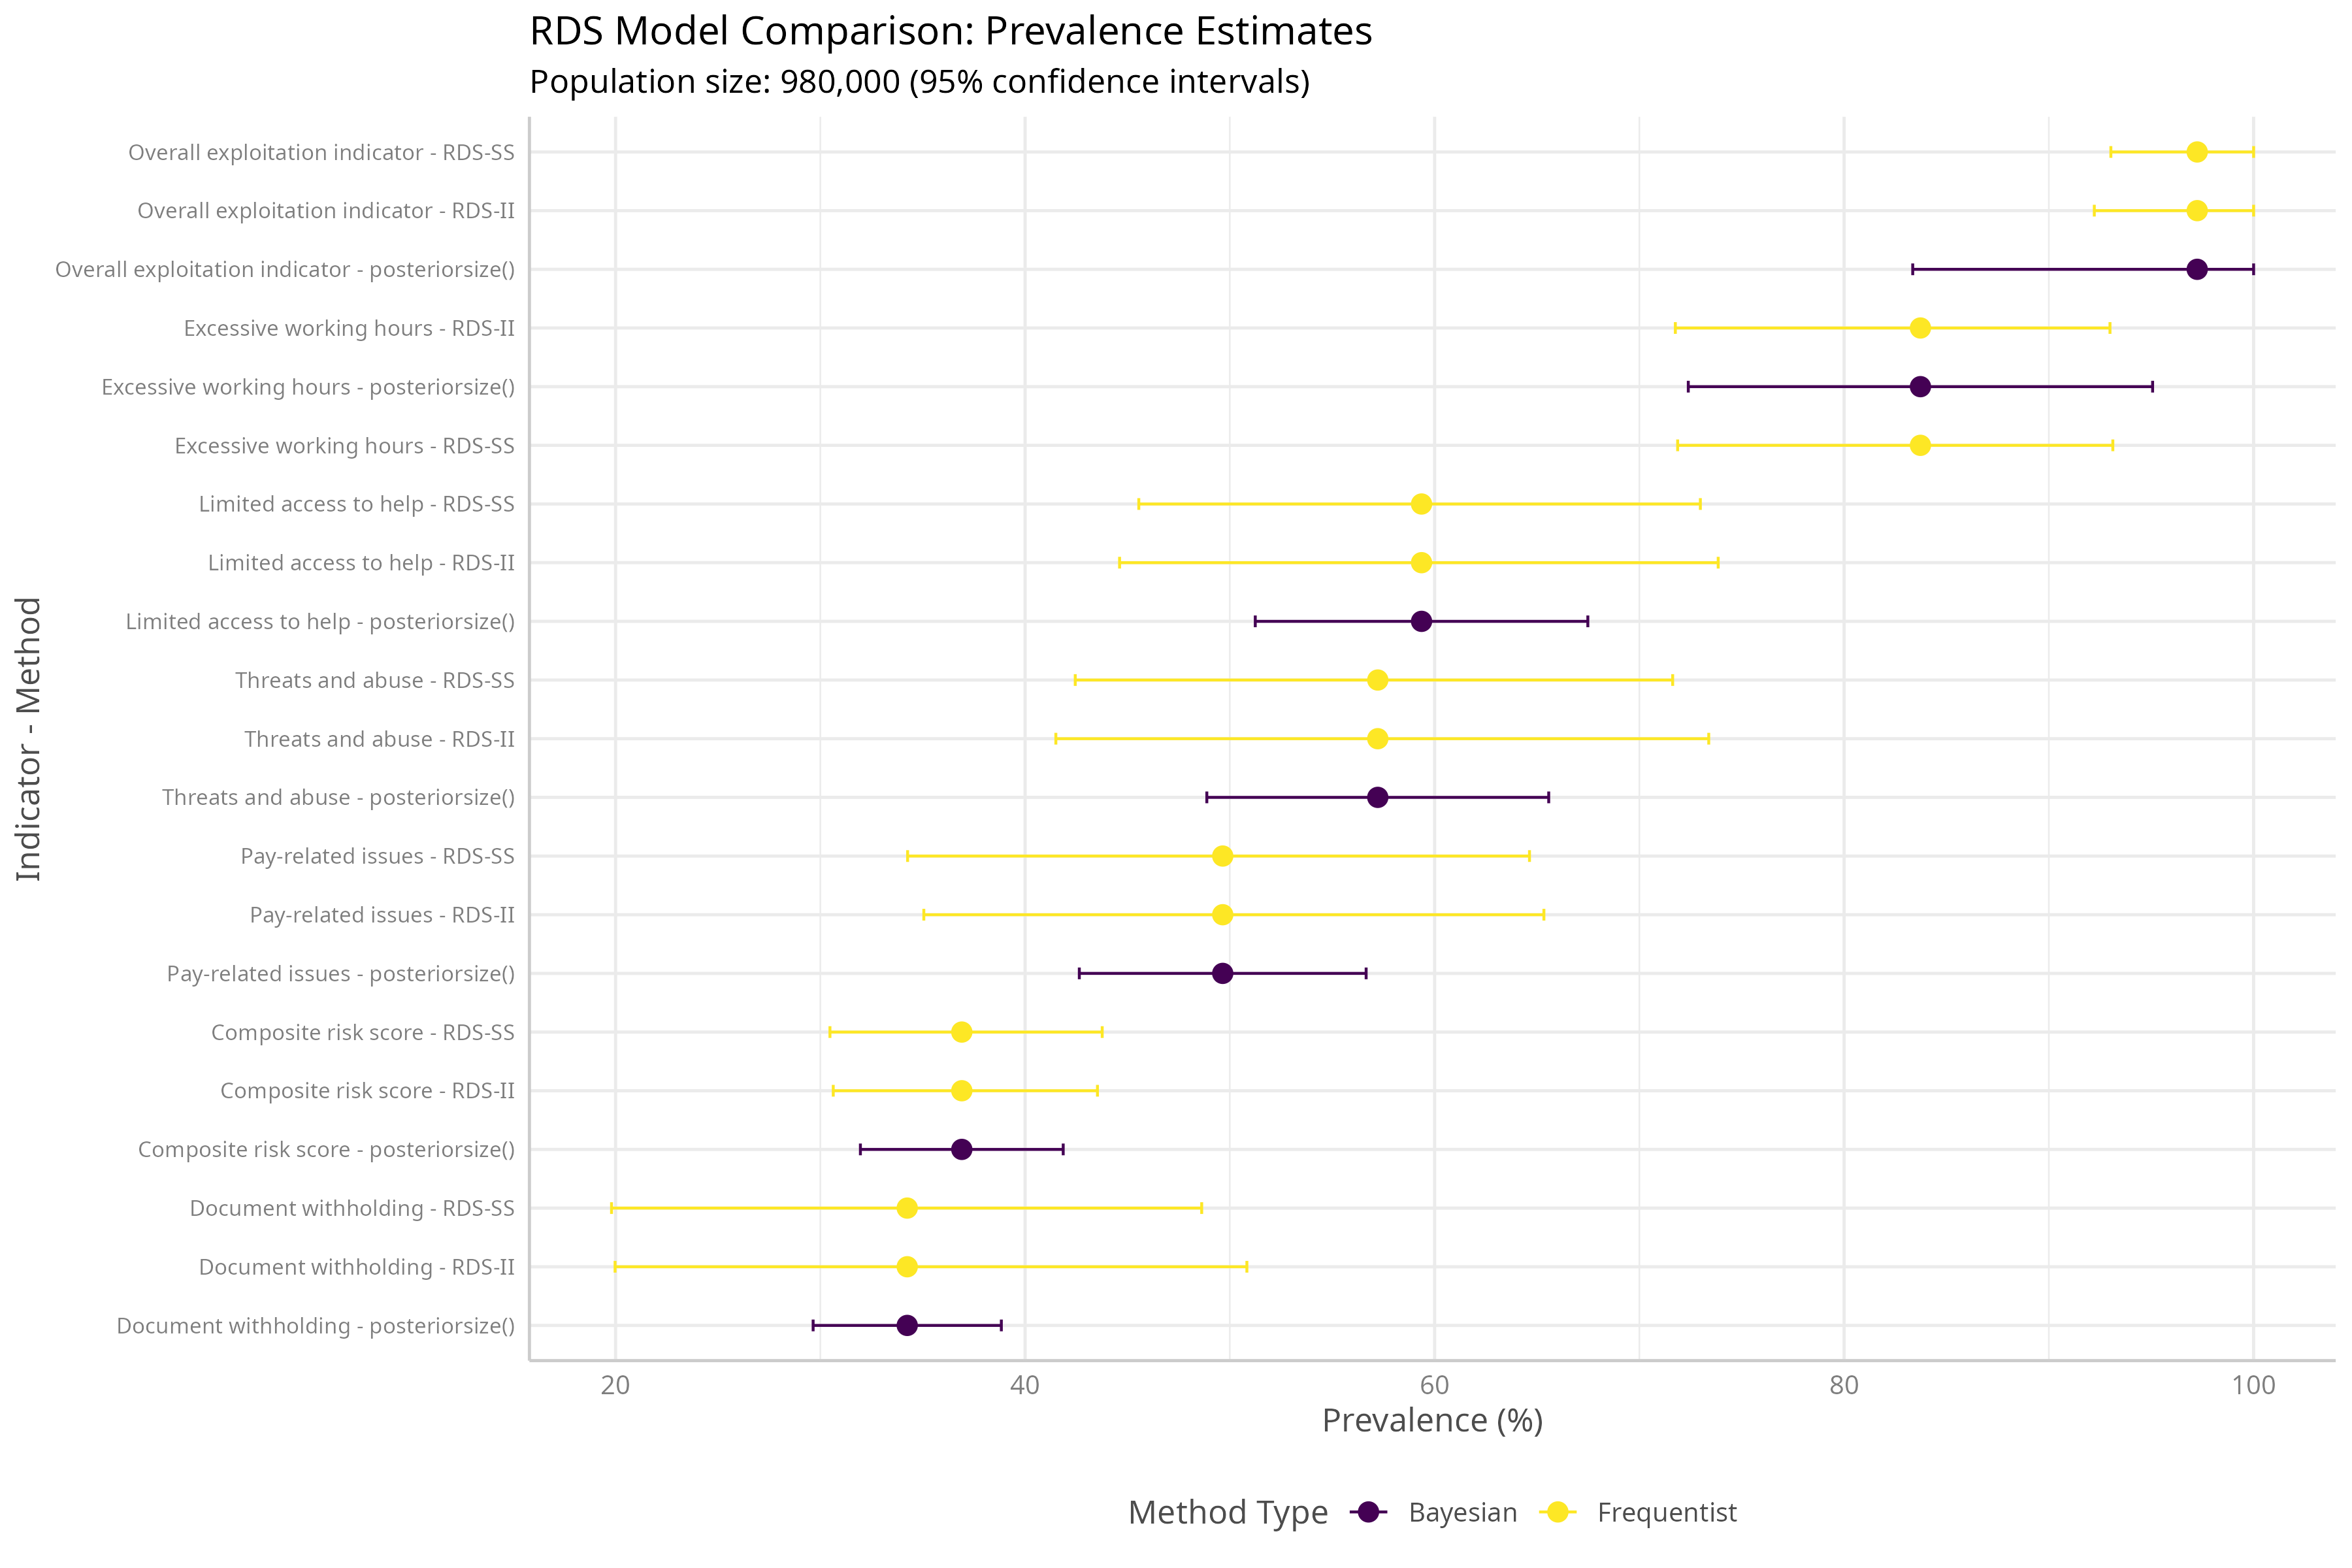 RDS Model Comparison: Prevalence Estimates
Population size: 980,000 (95% confidence intervals)
Indicator - Method
Overall exploitation indicator - RDS-SS
Overall exploitation indicator - RDS-II
Overall exploitation indicator - posteriorsize()
Excessive working hours - RDS-II
Excessive working hours - posteriorsize()
Excessive working hours - RDS-SS
Limited access to help - RDS-SS
Limited access to help - RDS-II
Limited access to help - posteriorsize()
Threats and abuse - RDS-SS
Threats and abuse - RDS-II
Threats and abuse - posteriorsize()
Pay-related issues - RDS-SS
Pay-related issues - RDS-II
Pay-related issues - posteriorsize()
Composite risk score - RDS-SS
Composite risk score - RDS-II
Composite risk score - posteriorsize()
Document withholding - RDS-SS
Document withholding - RDS-II
Document withholding - posteriorsize()
20 40 60 80 100
Prevalence (%)
Method Type Bayesian Frequentist